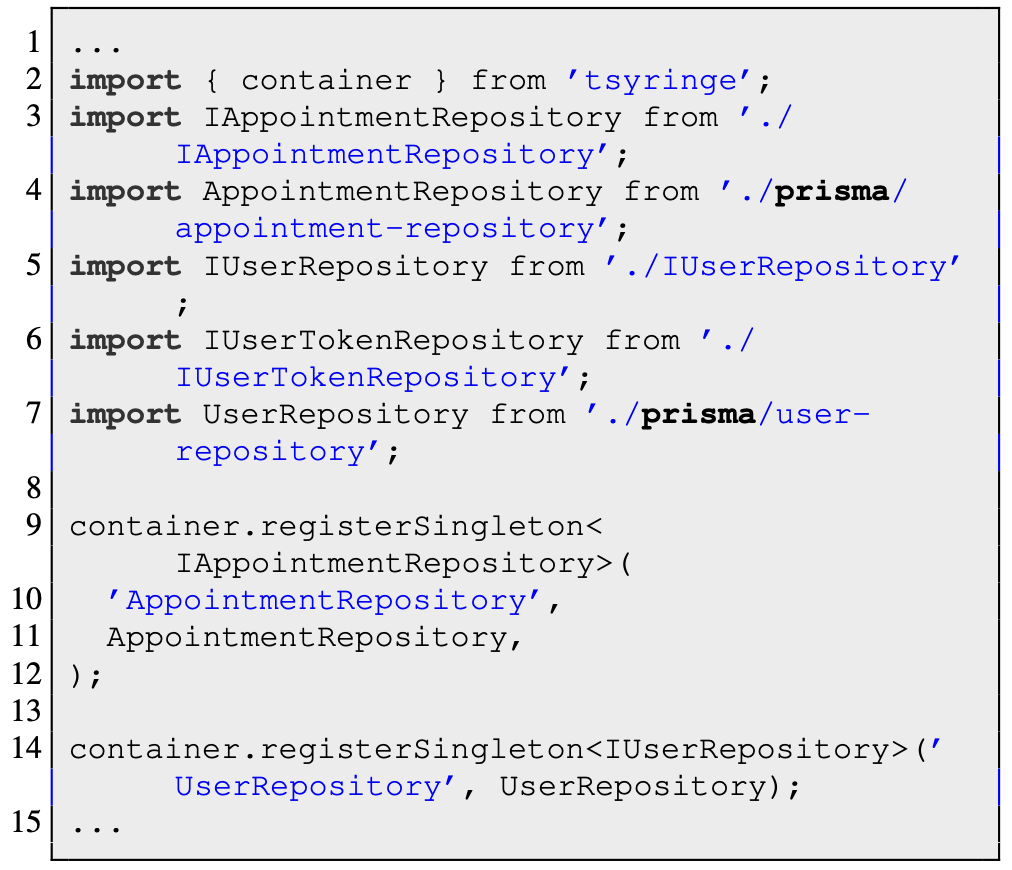 1 ...
2 import { container } from 'tsyringe';
3 import IAppointmentRepository from './
IAppointmentRepository';
4 import AppointmentRepository from './prisma/
appointment-repository';
5 import IUserRepository from './IUserRepository'
;
6 import IUserTokenRepository from './
IUserTokenRepository';
7 import UserRepository from './prisma/user-
repository';
8
9 container.registerSingleton<
IAppointmentRepository>(
10 'AppointmentRepository',
11 AppointmentRepository,
12 );
13
14 container.registerSingleton<IUserRepository>('
UserRepository', UserRepository);
15 ...